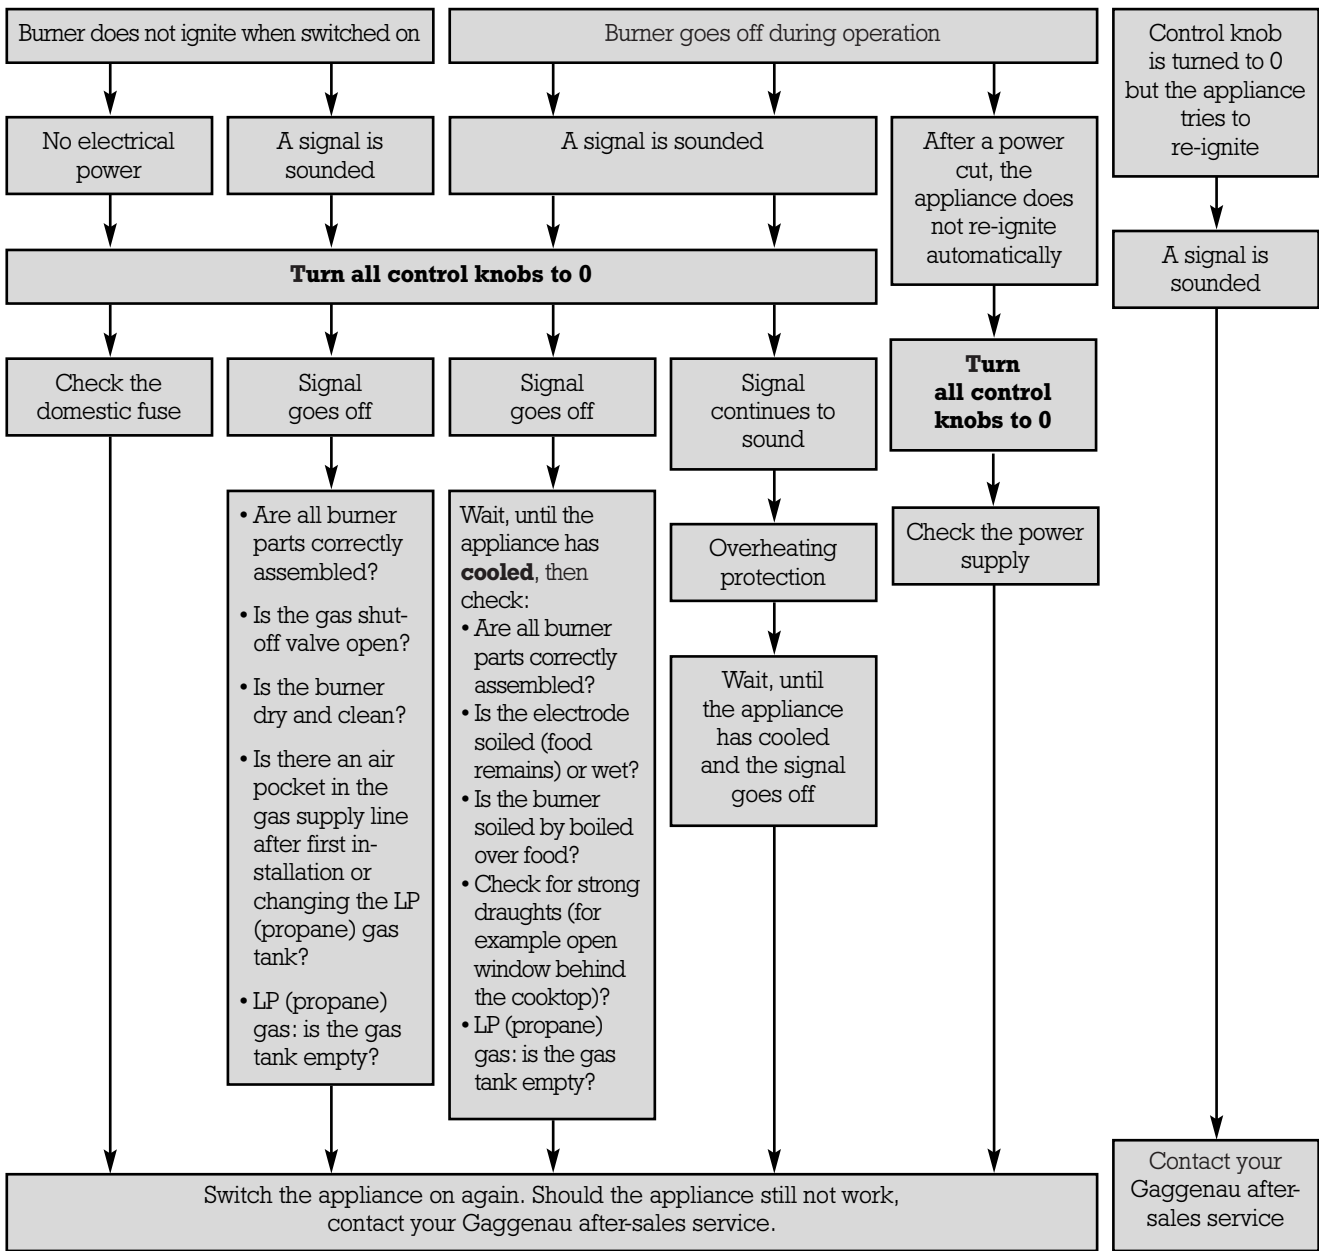 Burner does not ignite when switched on
Burner goes off during operation
Control knob
is turned to 0
but the appliance
tries to
re-ignite
No electrical
power
A signal is
sounded
A signal is sounded
After a power
cut, the
appliance does
not re-ignite
automatically
A signal is
sounded
Turn all control knobs to 0
Check the
domestic fuse
Signal
goes off
Signal
goes off
Signal
continues to
sound
Turn
all control
knobs to 0
• Are all burner
parts correctly
assembled?
• Is the gas shut-
off valve open?
• Is the burner
dry and clean?
• Is there an air
pocket in the
gas supply line
after first in-
stallation or
changing the LP
(propane) gas
tank?
• LP (propane)
gas: is the gas
tank empty?
Wait, until the
appliance has
cooled, then
check:
• Are all burner
parts correctly
assembled?
• Is the electrode
soiled (food
remains) or wet?
• Is the burner
soiled by boiled
over food?
• Check for strong
draughts (for
example open
window behind
the cooktop)?
• LP (propane)
gas: is the gas
tank empty?
Overheating
protection
Wait, until
the appliance
has cooled
and the signal
goes off
Check the power
supply
Switch the appliance on again. Should the appliance still not work,
contact your Gaggenau after-sales service.
Contact your
Gaggenau after-
sales service